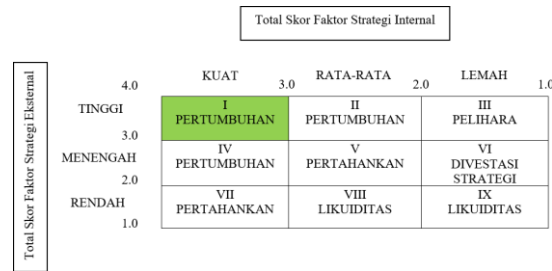 Total Skor Faktor Strategi Internal
Total Skor Faktor Strategi Eksternal
KUAT RATA-RATA LEMAH
4.0 3.0 2.0 1.0
TINGGI
I II III
PERTUMBUHAN PERTUMBUHAN PELIHARA
3.0
IV V VI
MENENGAH PERTUMBUHAN PERTAHANKAN DIVESTASI
2.0 STRATEGI
RENDAH
VII VIII IX
PERTAHANKAN LIKUIDITAS LIKUIDITAS
1.0